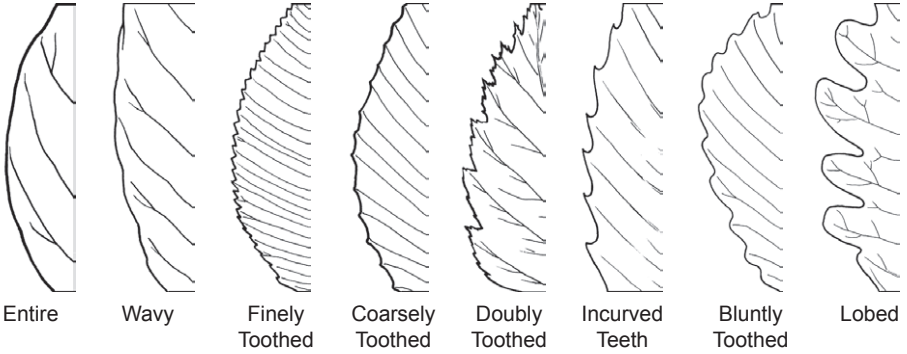 Entire
Wavy
Finely
Toothed
Coarsely
Toothed
Doubly
Toothed
Incurved
Teeth
Bluntly
Toothed
Lobed